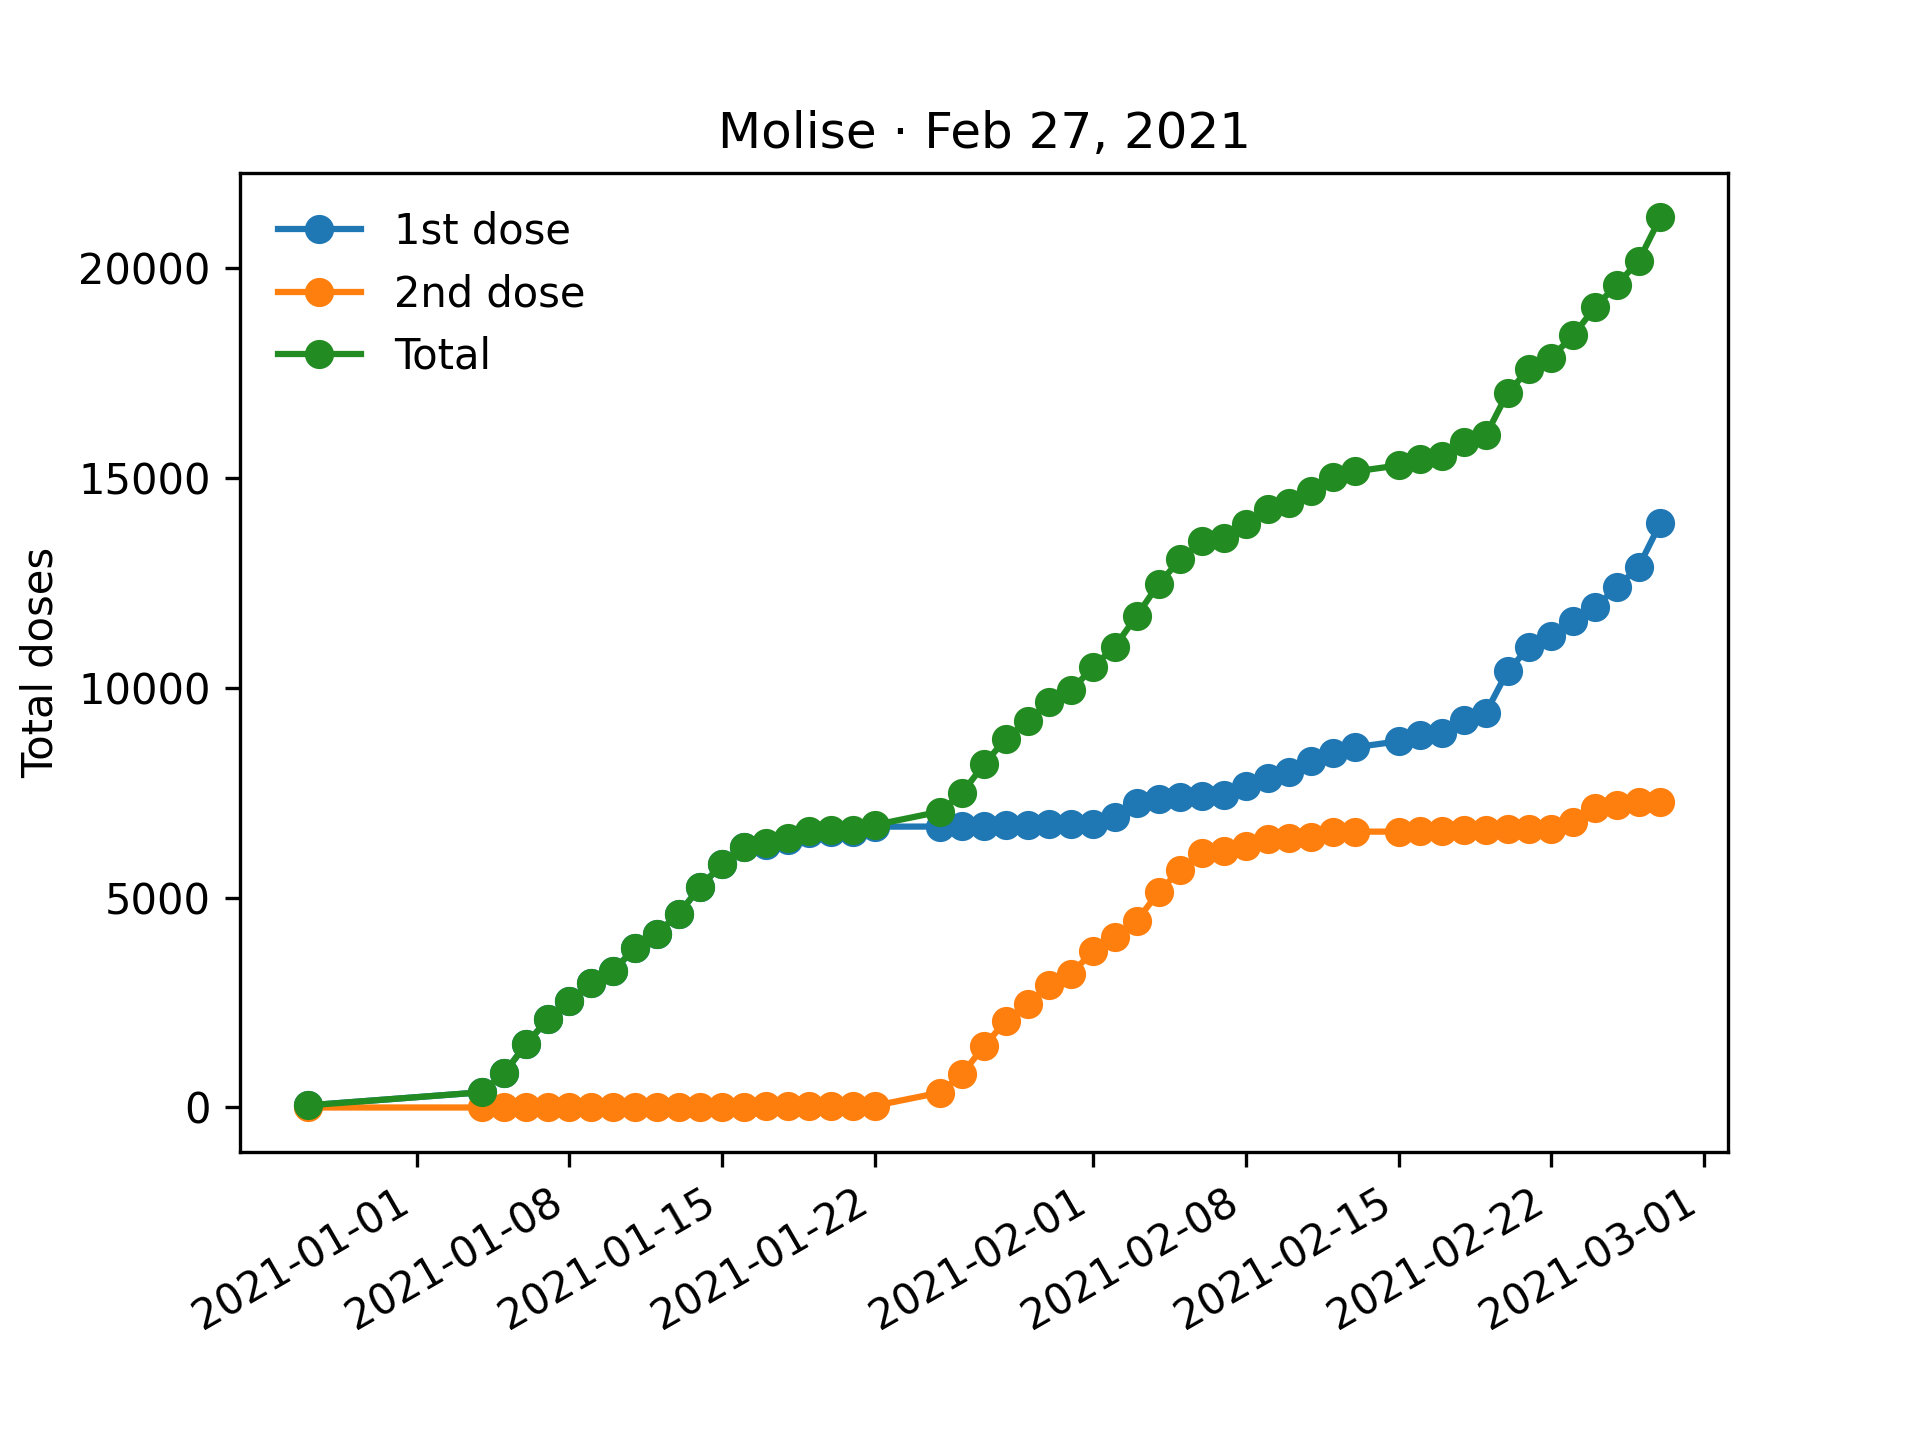 Molise · Feb 27, 2021
1st dose
2nd dose
Total
Total doses
20000
15000
10000
5000
0
2021-01-01
2021-01-08
2021-01-15
2021-01-22
2021-02-01
2021-02-08
2021-02-15
2021-02-22
2021-03-01